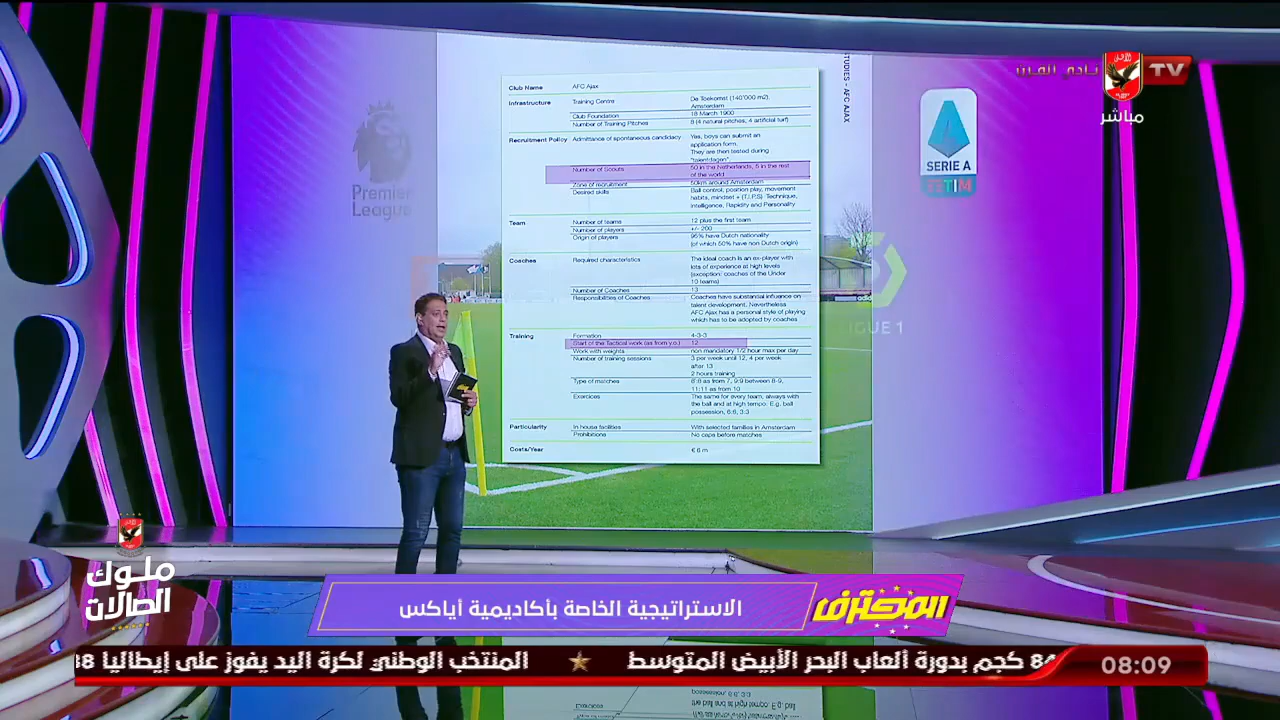 STUDIES - AFC AJAX
Club Name AFC Ajax
Infrastructure Training Centre De Toekomst (140'000 m2), Amsterdam
Club Foundation 18 March 1900
Number of Training Pitches 8 (4 natural pitches, 4 artificial turf)
Recruitment Policy Admittance of spontaneous candidacy Yes, boys can submit an
application form.
They are then tested during
"talentdagen"
Number of Scouts 50 in the Netherlands, 5 in the rest
of the world
Zone of recruitment 50km around Amsterdam
Desired skills Ball control, position play, movement
habits, mindset + (T.I.P.S) Technique,
Intelligence, Rapidity and Personality
Team Number of teams 12 plus the first team
Number of players +/- 200
Origin of players 96% have Dutch nationality
(of which 50% have non Dutch origin)
Coaches Required characteristics The ideal coach is an ex-player with
lots of experience at high levels
(exception: coaches of the Under
10 teams)
Number of Coaches 13
Responsibilities of Coaches Coaches have substantial influence on
talent development. Nevertheless
AFC Ajax has a personal style of playing
which has to be adopted by coaches
Training Formation 4-3-3
Start of the Tactical work (as from y.o.) 12
Work with weights non mandatory 1/2 hour max per day
Number of training sessions 3 per week until 12, 4 per week
after 13
2 hours training
Type of matches 8:8 as from 7, 9:9 between 8-9,
11:11 as from 10
Exercices The same for every team, always with
the ball and at high tempo. E.g. ball
possession, 6:6, 3:3
Particularity In house facilities With selected families in Amsterdam
Prohibitions No caps before matches
Costs/Year € 6 m
Premier
League
SERIE A
TIM
IGUE 1
نادي القرن
TV
مباشر
ملوك
الصالات
الاستراتيجية الخاصة بأكاديمية أياكس
المحترف
84 كجم بدورة ألعاب البحر الأبيض المتوسط ★ المنتخب الوطني لكرة اليد يفوز على إيطاليا 38
08:09